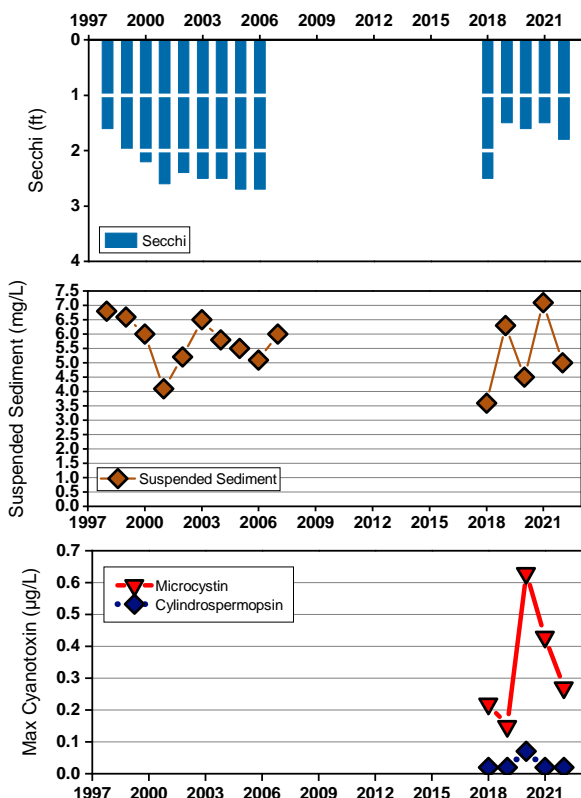 1997 2000 2003 2006 2009 2012 2015 2018 2021
0
1
2
3
4
Secchi (ft)
Secchi
7.5
7.0
6.5
6.0
5.5
5.0
4.5
4.0
3.5
3.0
2.5
2.0
1.5
1.0
0.5
0.0
Suspended Sediment (mg/L)
Suspended Sediment
1997 2000 2003 2006 2009 2012 2015 2018 2021
0.7
0.6
0.5
0.4
0.3
0.2
0.1
0.0
Max Cyanotoxin (µg/L)
Microcystin
Cylindrospermopsin
1997 2000 2003 2006 2009 2012 2015 2018 2021